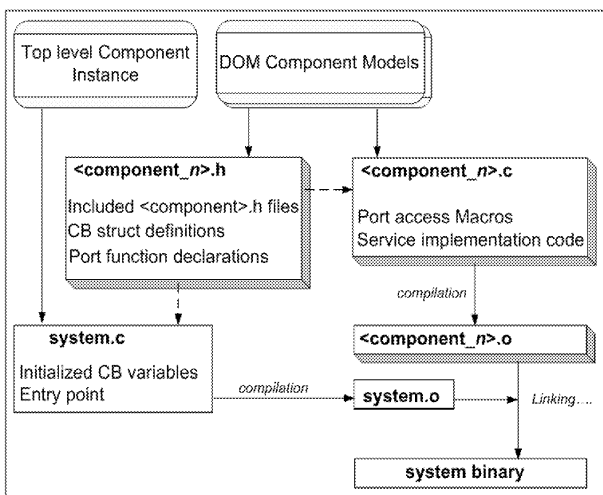 Top level Component
Instance
DOM Component Models
<component_n>.h
Included <component>.h files
CB struct definitions
Port function declarations
<component_n>.c
Port access Macros
Service implementation code
compilation
system.c
Initialized CB variables
Entry point
<component_n>.o
compilation
system.o
Linking....
system binary